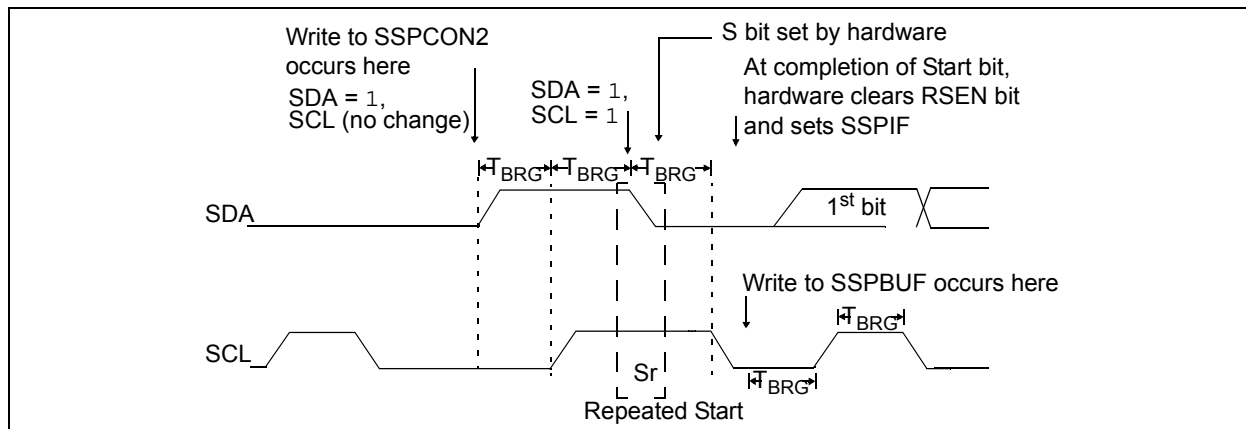 Write to SSPCON2
occurs here
SDA = 1,
SCL (no change)
SDA = 1,
SCL = 1
S bit set by hardware
At completion of Start bit,
hardware clears RSEN bit
and sets SSPIF
TBRG TBRG TBRG
SDA
1st bit
Write to SSPBUF occurs here
TBRG
SCL
Sr
TBRG
Repeated Start